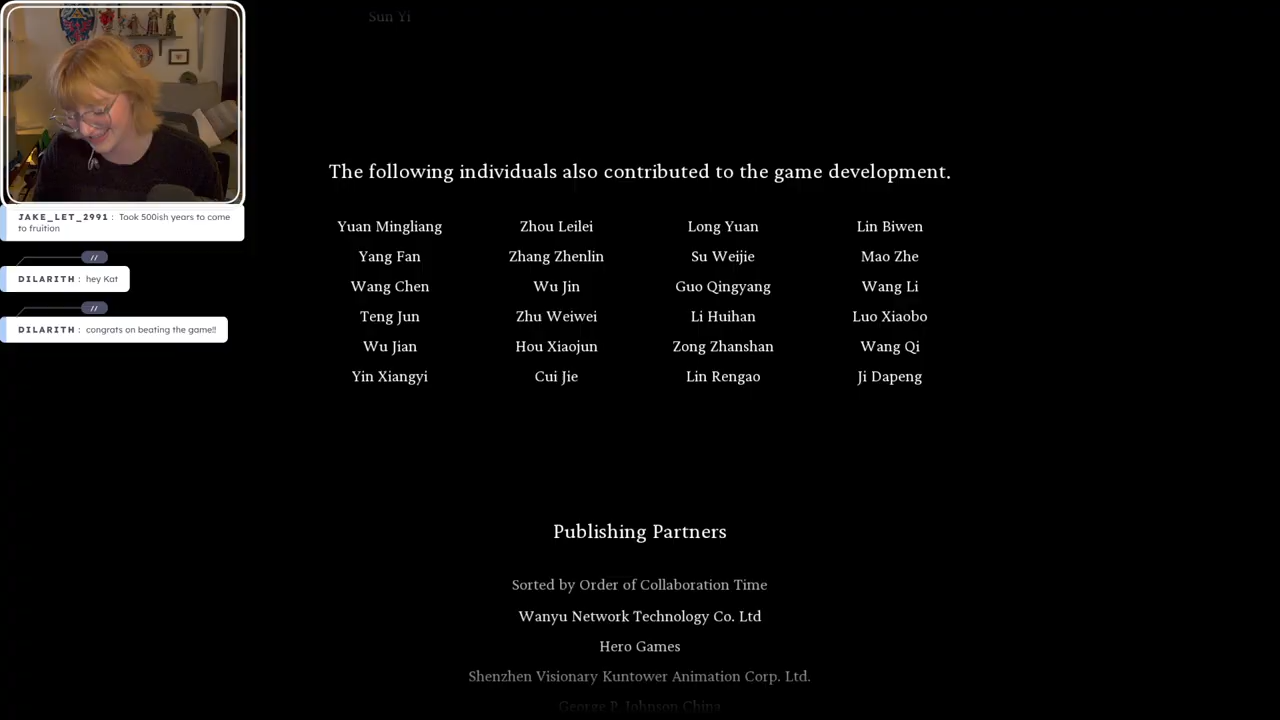 Sun Yi
The following individuals also contributed to the game development.
Yuan Mingliang Zhou Leilei Long Yuan Lin Biwen
Yang Fan Zhang Zhenlin Su Weijie Mao Zhe
Wang Chen Wu Jin Guo Qingyang Wang Li
Teng Jun Zhu Weiwei Li Huihan Luo Xiaobo
Wu Jian Hou Xiaojun Zong Zhanshan Wang Qi
Yin Xiangyi Cui Jie Lin Rengao Ji Dapeng
Publishing Partners
Sorted by Order of Collaboration Time
Wanyu Network Technology Co. Ltd
Hero Games
Shenzhen Visionary Kuntower Animation Corp. Ltd.
George P. Johnson China
JAKE_LET_2991 : Took 500ish years to come
to fruition
//
DILARITH : hey Kat
//
DILARITH : congrats on beating the game!!